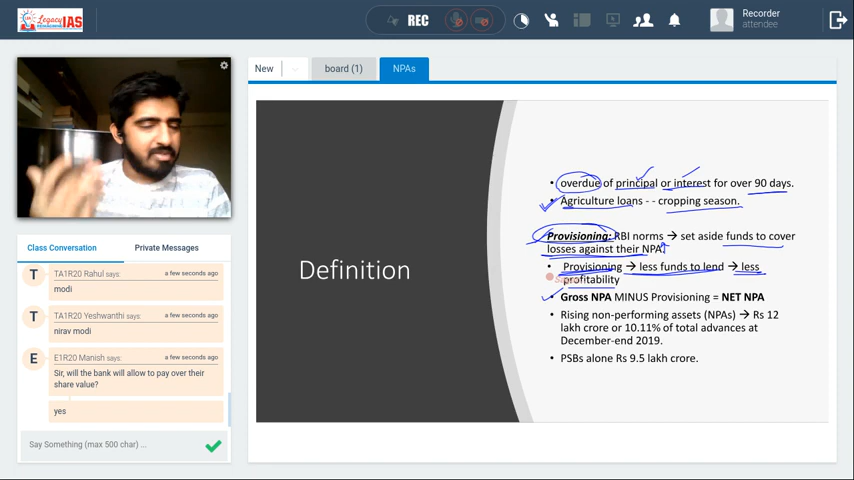 Legacy IAS
REC
Recorder
attendee
New
board (1)
NPAs
Definition
• overdue of principal or interest for over 90 days.
• Agriculture loans - - cropping season.
Provisioning: RBI norms → set aside funds to cover
losses against their NPA.
• Provisioning → less funds to lend → less
profitability
• Gross NPA MINUS Provisioning = NET NPA
• Rising non-performing assets (NPAs) → Rs 12
lakh crore or 10.11% of total advances at
December-end 2019.
• PSBs alone Rs 9.5 lakh crore.
Class Conversation
Private Messages
T
TA1R20 Rahul says:
a few seconds ago
modi
T
TA1R20 Yeshwanthi says:
a few seconds ago
nirav modi
E
E1R20 Manish says:
a few seconds ago
Sir, will the bank will allow to pay over their
share value?
yes
Say Something (max 500 char) ...